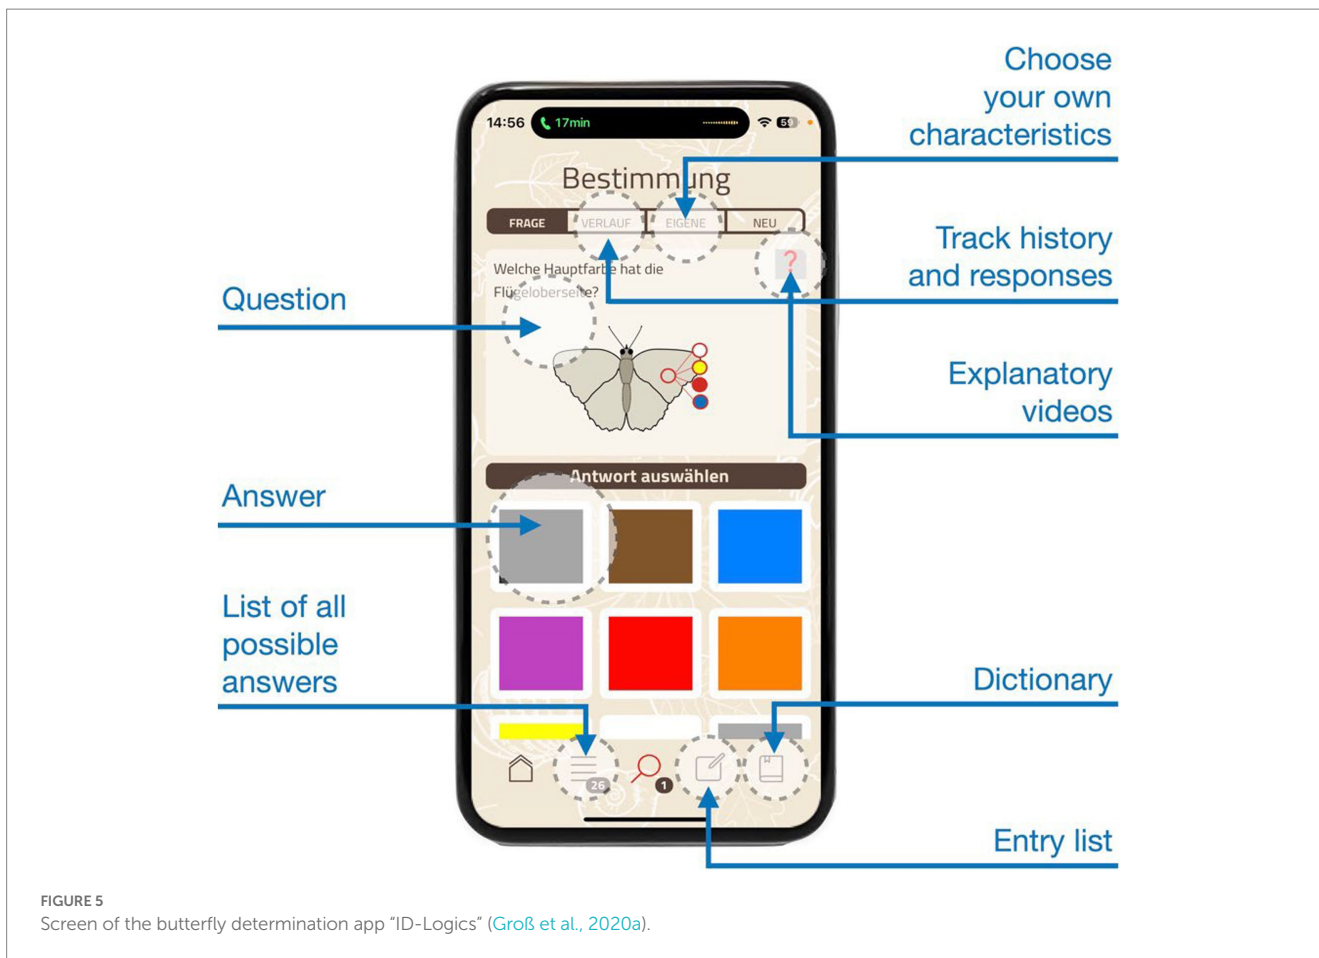 Choose
your own
characteristics
14:56 17min 59
Bestimmung
FRAGE VERLAUF EIGENE NEU
Track history
and responses
?
Welche Hauptfarbe hat die
Flügeloberseite?
Question
Explanatory
videos
Antwort auswählen
Answer
List of all
possible
answers
Dictionary
26
1
Entry list
FIGURE 5
Screen of the butterfly determination app "ID-Logics" (Groß et al., 2020a).